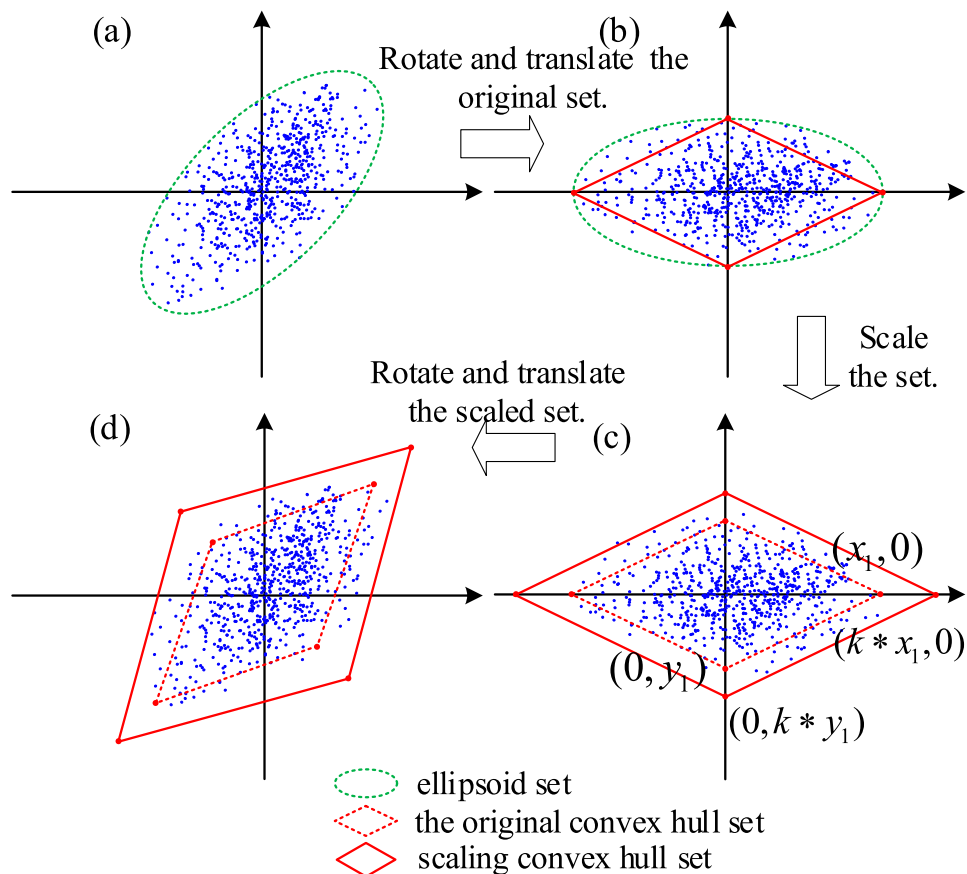 (a)
Rotate and translate the
original set.
(b)
Scale
the set.
Rotate and translate
the scaled set.
(d)
(c)
(x₁,0)
(k*x₁,0)
(0,y₁)
(0,k*y₁)
ellipsoid set
the original convex hull set
scaling convex hull set